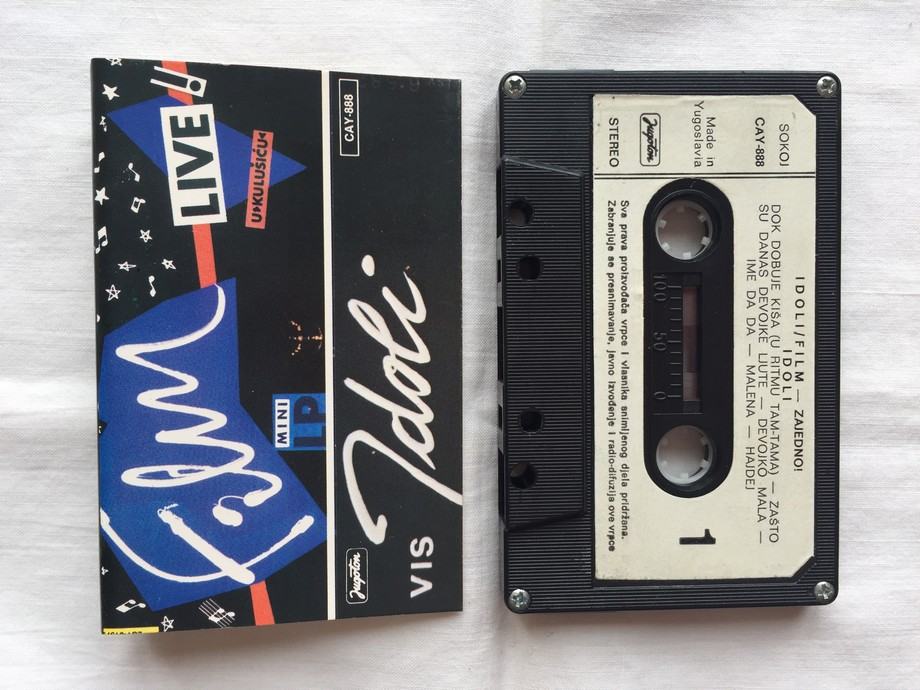 LIVE!!
U KULUŠIĆU
Film
MINI
LP
CAY-888
VIS Idoli
Jugoton
SOKOJ
CAY-888
Made in
Yugoslavia
Jugoton
STEREO
IDOLI/FILM — ZAJEDNO!
IDOLI
DOK DOBUJE KIŠA (U RITMU TAM-TAMA) — ZAŠTO
SU DANAS DEVOJKE LJUTE — DEVOJKO MALA —
IME DA DA — MALENA — HAJDEJ
100 50 0
1
Sva prava proizvođača vrpce i vlasnika snimljenog djela pridržana.
Zabranjuje se presnimavanje, javno izvođenje i radio-difuzija ove vrpce